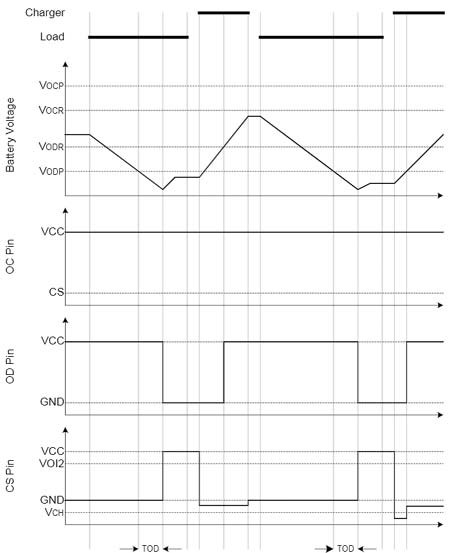 Charger
Load
Battery Voltage
VOCP
VOCR
VODR
VODP
OC Pin
VCC
CS
OD Pin
VCC
GND
CS Pin
VCC
VOI2
GND
VCH
TOD TOD